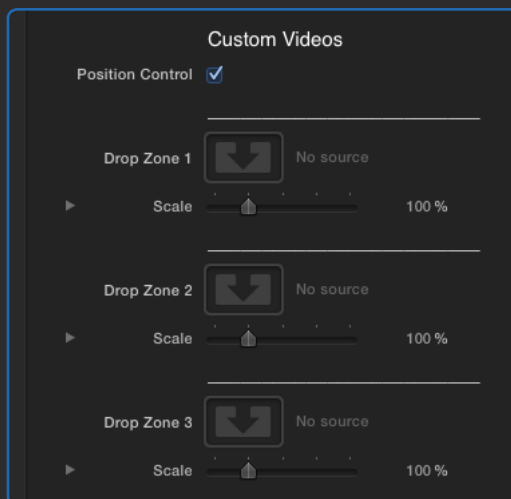 Custom Videos
Position Control
Drop Zone 1 No source
Scale 100 %
Drop Zone 2 No source
Scale 100 %
Drop Zone 3 No source
Scale 100 %